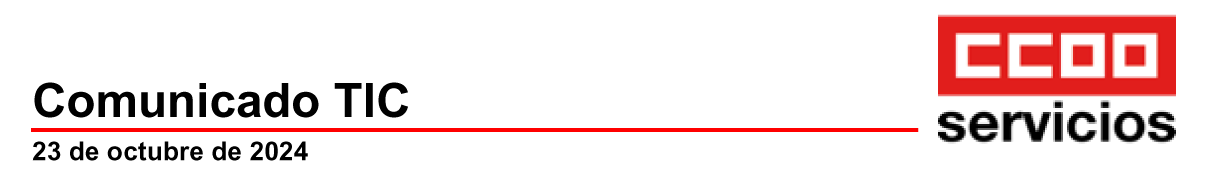 Comunicado TIC
23 de octubre de 2024
CCOO
servicios